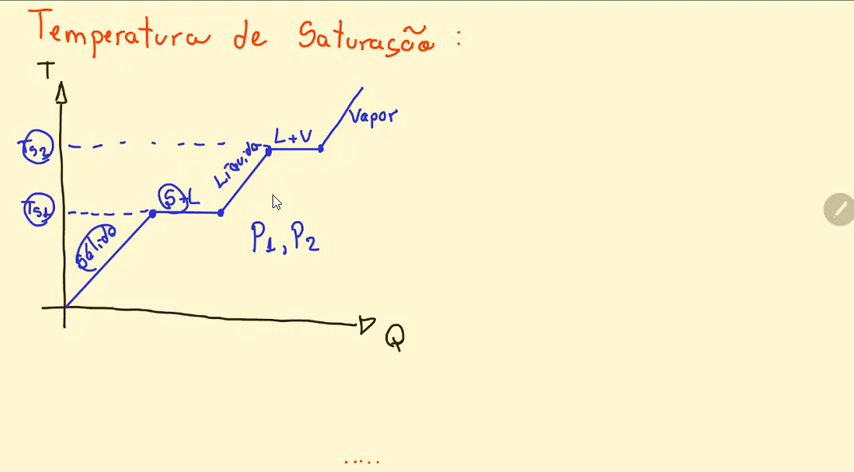 Temperatura de Saturação :
T
Vapor
L+V
Ts2
Líquido
S+L
Ts1
Sólido
P1, P2
Q
.....